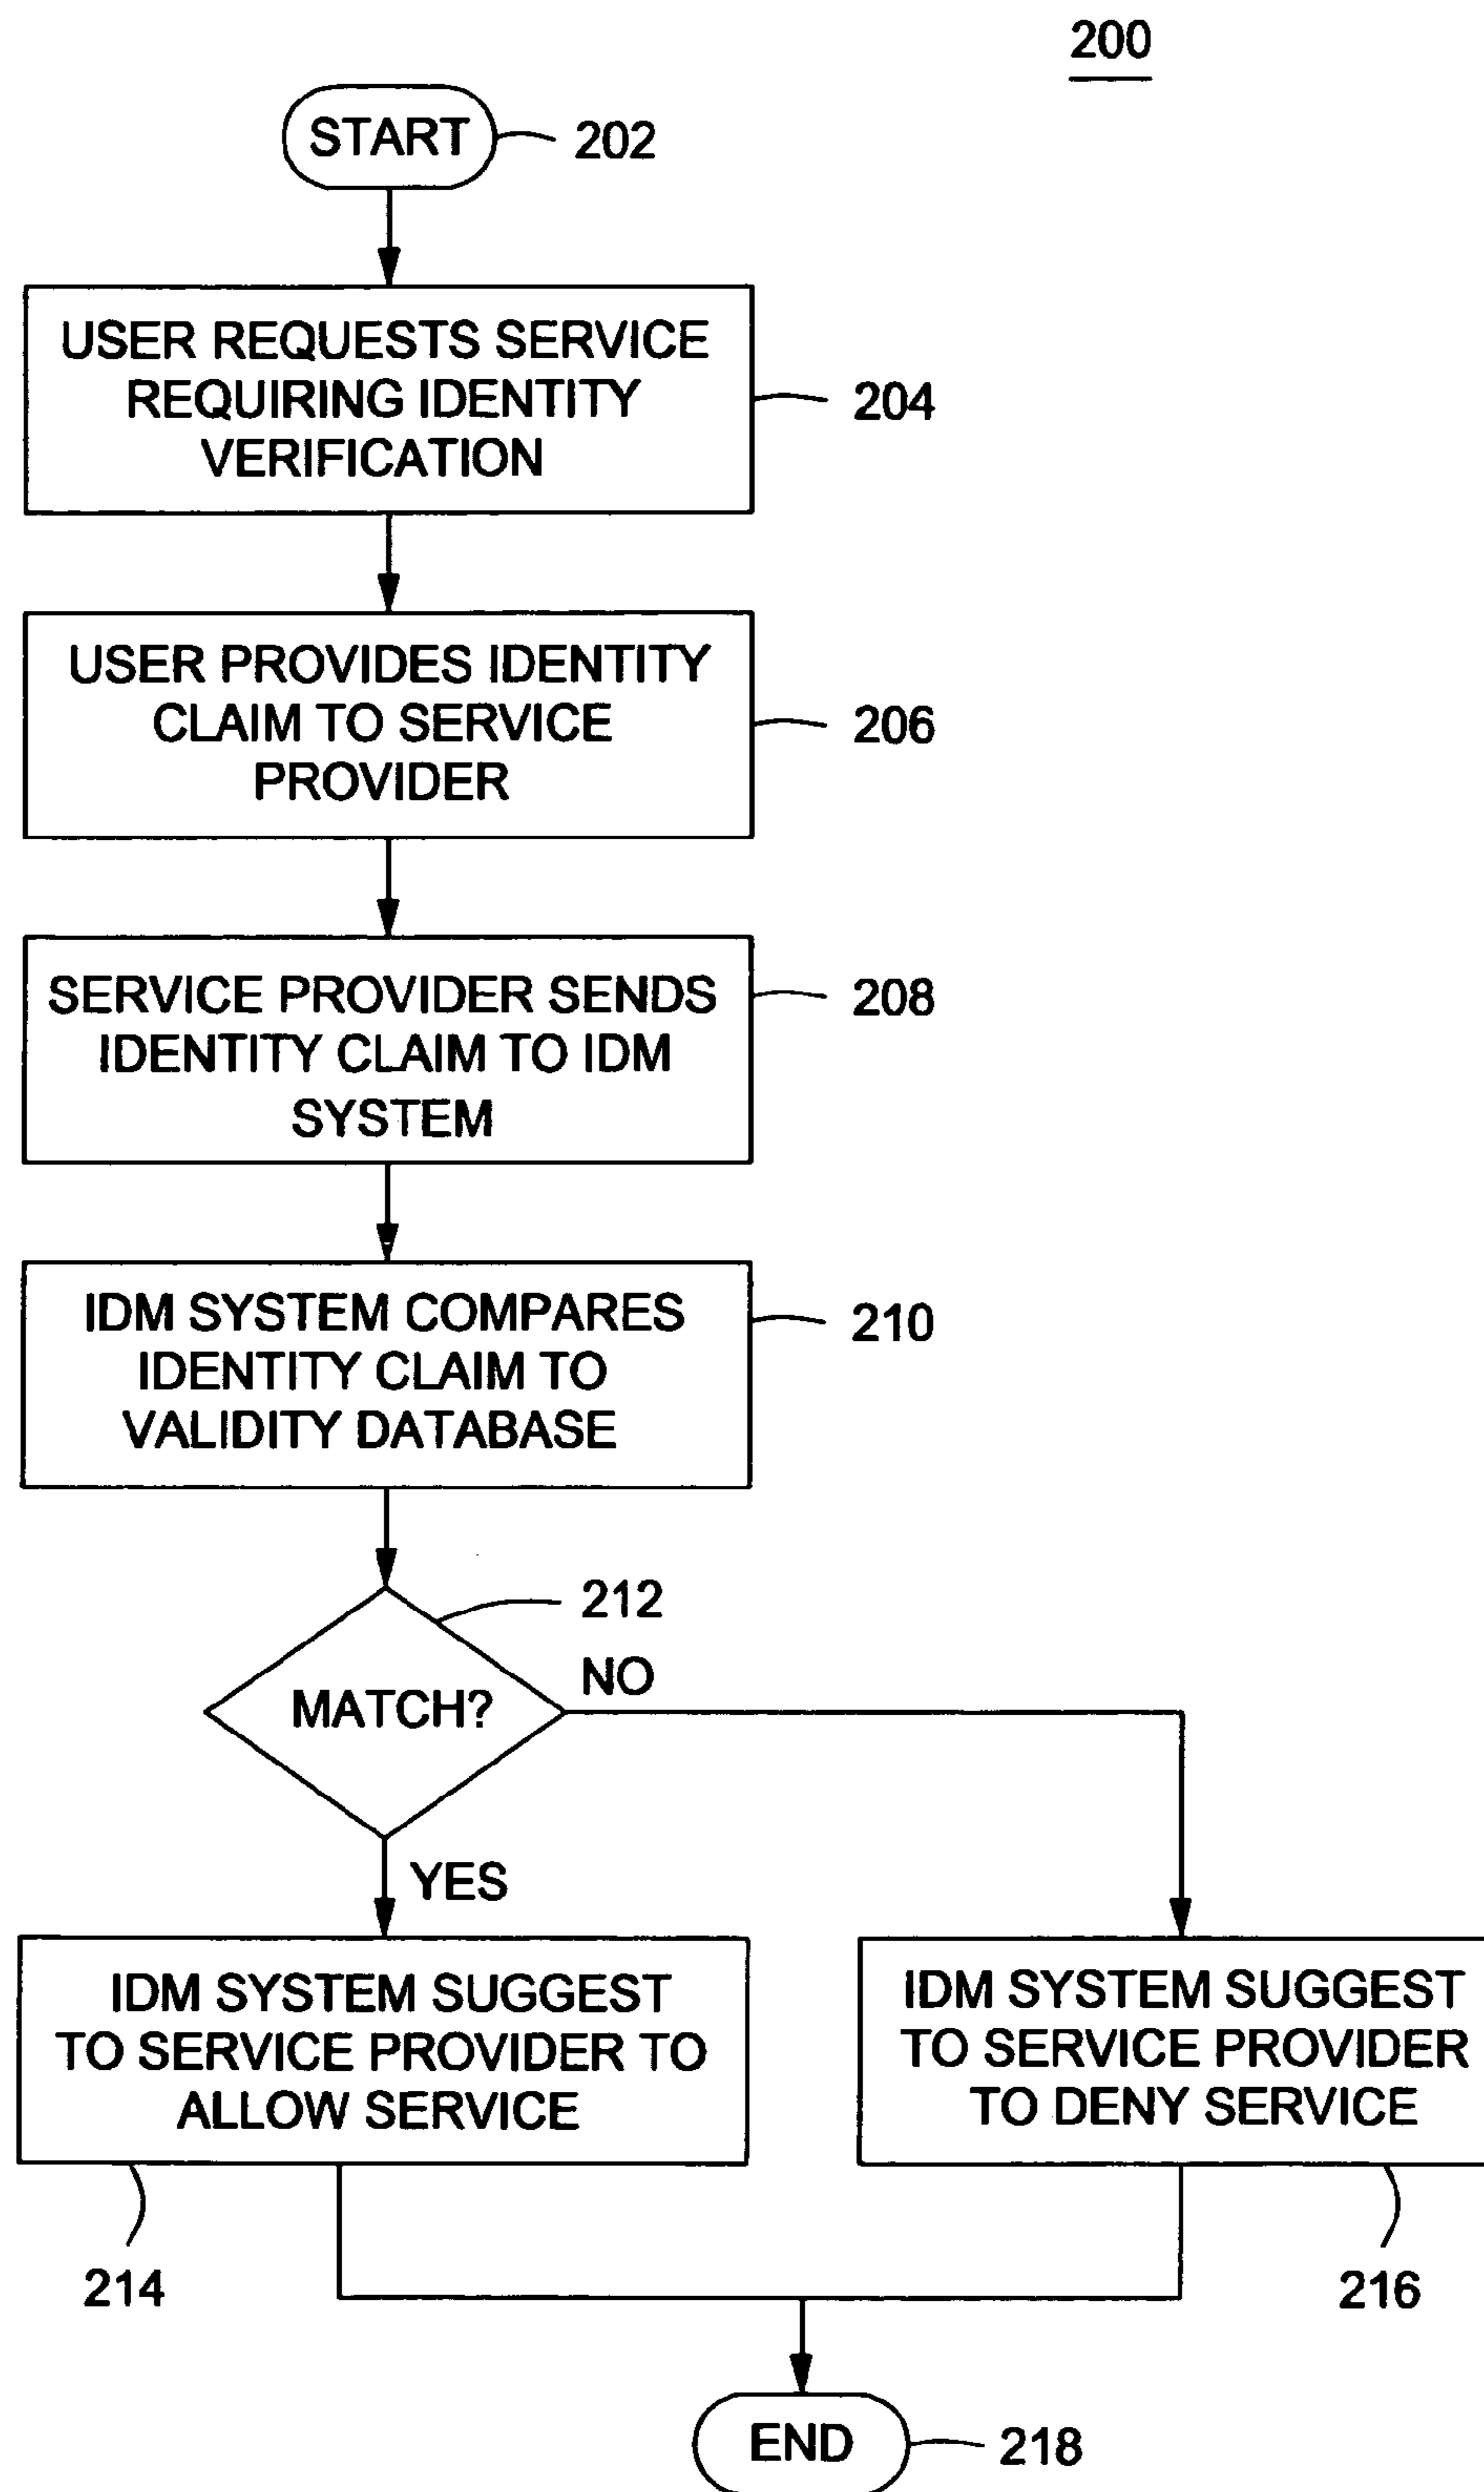 200
START
202
USER REQUESTS SERVICE
REQUIRING IDENTITY
VERIFICATION
204
USER PROVIDES IDENTITY
CLAIM TO SERVICE
PROVIDER
206
SERVICE PROVIDER SENDS
IDENTITY CLAIM TO IDM
SYSTEM
208
IDM SYSTEM COMPARES
IDENTITY CLAIM TO
VALIDITY DATABASE
210
212
MATCH?
NO
YES
IDM SYSTEM SUGGEST
TO SERVICE PROVIDER TO
ALLOW SERVICE
214
IDM SYSTEM SUGGEST
TO SERVICE PROVIDER
TO DENY SERVICE
216
END
218